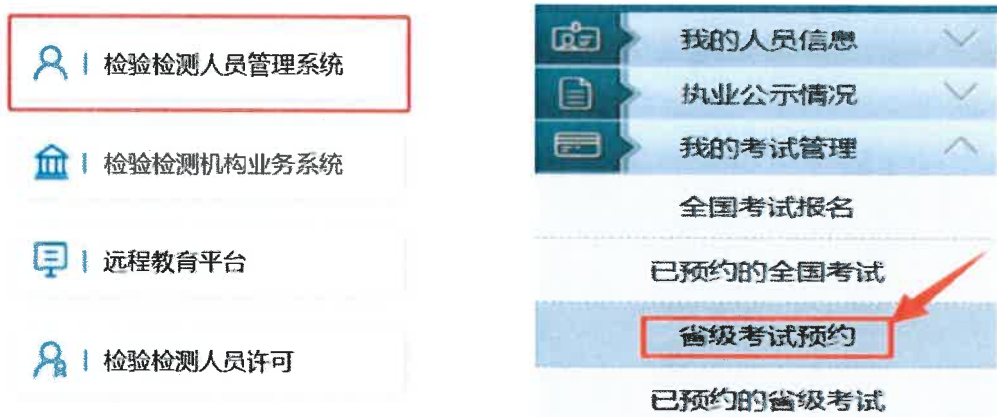 检验检测人员管理系统
检验检测机构业务系统
远程教育平台
检验检测人员许可
我的人员信息
执业公示情况
我的考试管理
全国考试报名
已预约的全国考试
省级考试预约
已预约的省级考试